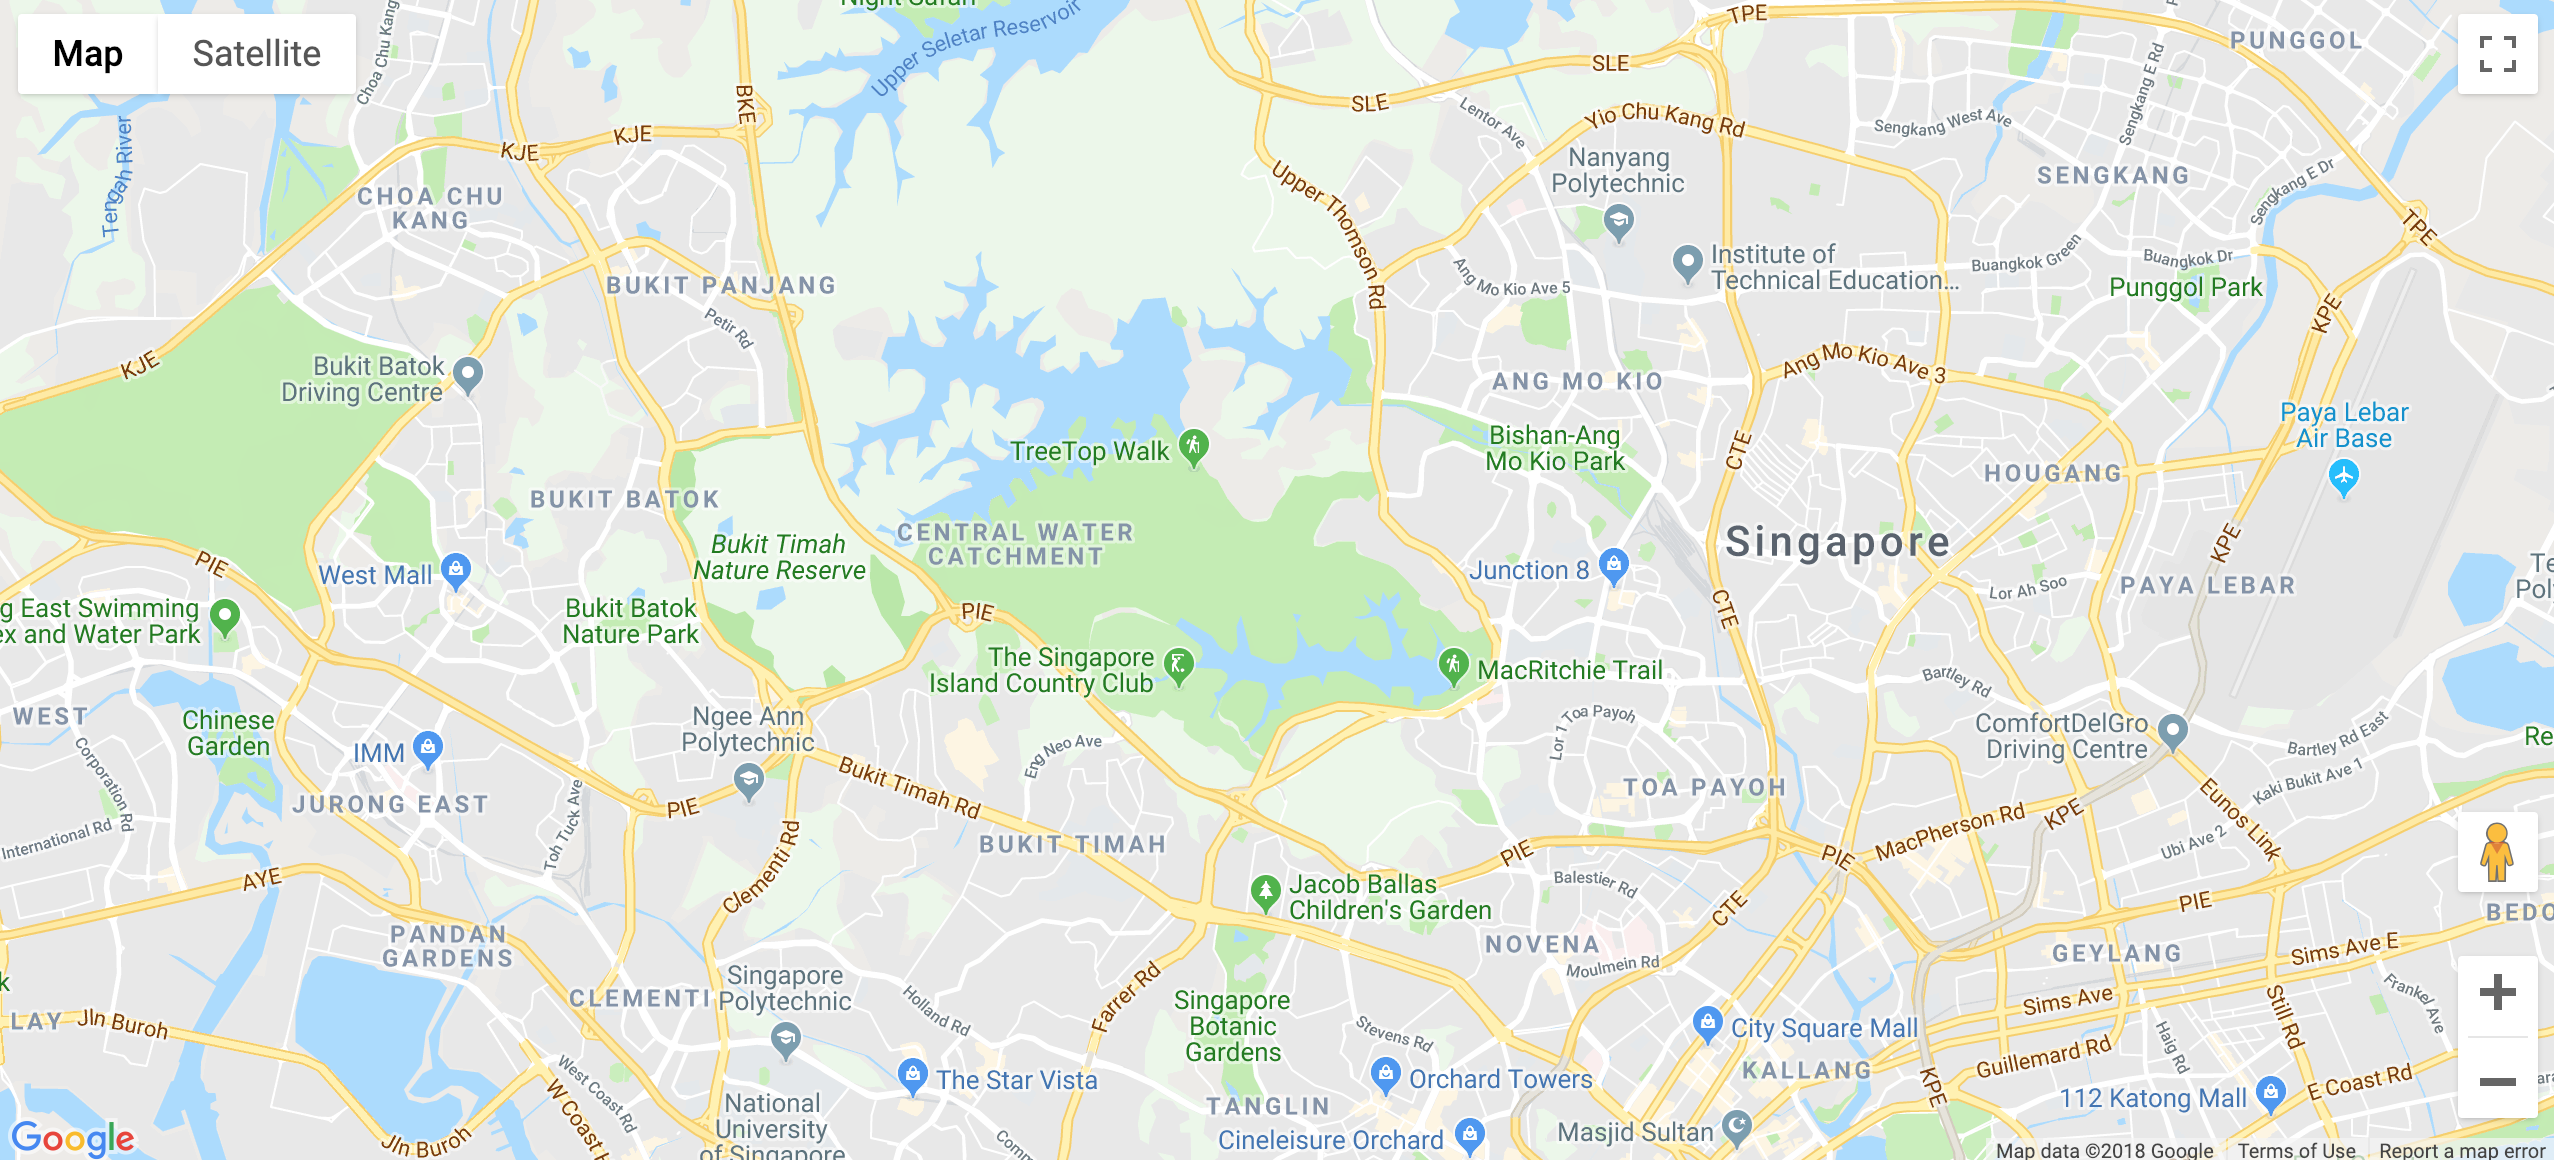 Map
Satellite
Night Safari
Upper Seletar Reservoir
TPE
PUNGGOL
Choa Chu Kang
SLE
SLE
BKE
KJE
KJE
Lentor Ave
Yio Chu Kang Rd
Sengkang West Ave
Sengkang E Rd
Tengah River
Nanyang
Polytechnic
SENGKANG
Sengkang E Dr
CHOA CHU
KANG
Upper Thomson Rd
TPE
Institute of
Technical Education...
Buangkok Green
Buangkok Dr
BUKIT PANJANG
Ang Mo Kio Ave 5
Punggol Park
Petir Rd
KPE
KJE
Bukit Batok
Driving Centre
ANG MO KIO
Ang Mo Kio Ave 3
Paya Lebar
Air Base
TreeTop Walk
Bishan-Ang
Mo Kio Park
CTE
HOUGANG
BUKIT BATOK
CENTRAL WATER
CATCHMENT
Singapore
KPE
Bukit Timah
Nature Reserve
PIE
West Mall
Junction 8
Lor Ah Soo
PAYA LEBAR
Te
Pol
g East Swimming
ex and Water Park
Bukit Batok
Nature Park
PIE
CTE
The Singapore
Island Country Club
MacRitchie Trail
Bartley Rd
WEST
Chinese
Garden
Ngee Ann
Polytechnic
Lor 1 Toa Payoh
ComfortDelGro
Driving Centre
Bartley Rd East
Re
IMM
Corporation Rd
Eng Neo Ave
Kaki Bukit Ave 1
JURONG EAST
PIE
Bukit Timah Rd
TOA PAYOH
Eunos Link
International Rd
Toh Tuck Ave
Clementi Rd
BUKIT TIMAH
PIE
PIE
MacPherson Rd
KPE
Ubi Ave 2
AYE
Jacob Ballas
Children's Garden
Balestier Rd
CTE
PIE
BEDO
PANDAN
GARDENS
NOVENA
GEYLANG
Sims Ave E
Moulmein Rd
k
CLEMENTI
Singapore
Polytechnic
Holland Rd
Farrer Rd
Singapore
Botanic
Gardens
Sims Ave
Still Rd
Frankel Ave
LAY
Jln Buroh
Stevens Rd
City Square Mall
Haig Rd
Guillemard Rd
West Coast Rd
The Star Vista
Orchard Towers
KALLANG
KPE
E Coast Rd
W Coast H
National
University
of Singapore
TANGLIN
112 Katong Mall
Jln Buroh
Comm
Cineleisure Orchard
Masjid Sultan
Google
Map data ©2018 Google
Terms of Use
Report a map error